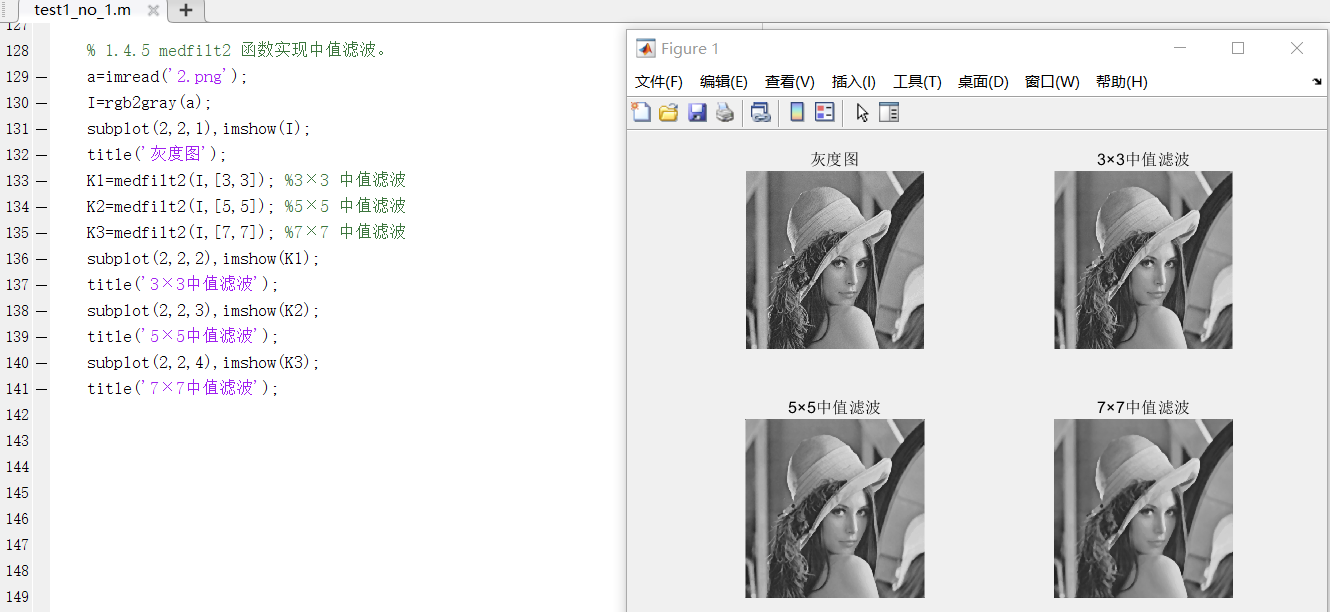 test1_no_1.m
127
128 % 1.4.5 medfilt2 函数实现中值滤波。
129 — a=imread('2.png');
130 — I=rgb2gray(a);
131 — subplot(2,2,1),imshow(I);
132 — title('灰度图');
133 — K1=medfilt2(I,[3,3]); %3×3 中值滤波
134 — K2=medfilt2(I,[5,5]); %5×5 中值滤波
135 — K3=medfilt2(I,[7,7]); %7×7 中值滤波
136 — subplot(2,2,2),imshow(K1);
137 — title('3×3中值滤波');
138 — subplot(2,2,3),imshow(K2);
139 — title('5×5中值滤波');
140 — subplot(2,2,4),imshow(K3);
141 — title('7×7中值滤波');
142
143
144
145
146
147
148
149
Figure 1
文件(F) 编辑(E) 查看(V) 插入(I) 工具(T) 桌面(D) 窗口(W) 帮助(H)
灰度图
3×3中值滤波
5×5中值滤波
7×7中值滤波